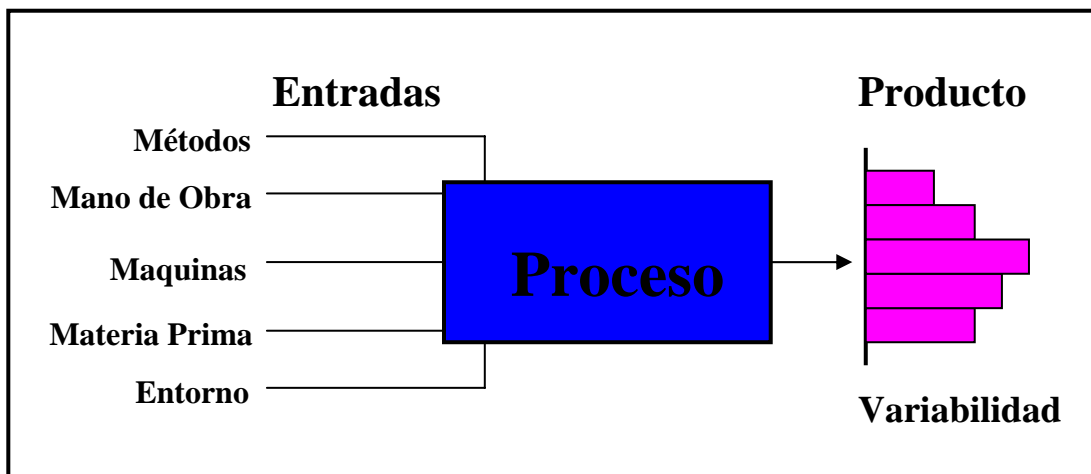 Entradas
Producto
Métodos
Mano de Obra
Maquinas
Proceso
Materia Prima
Entorno
Variabilidad